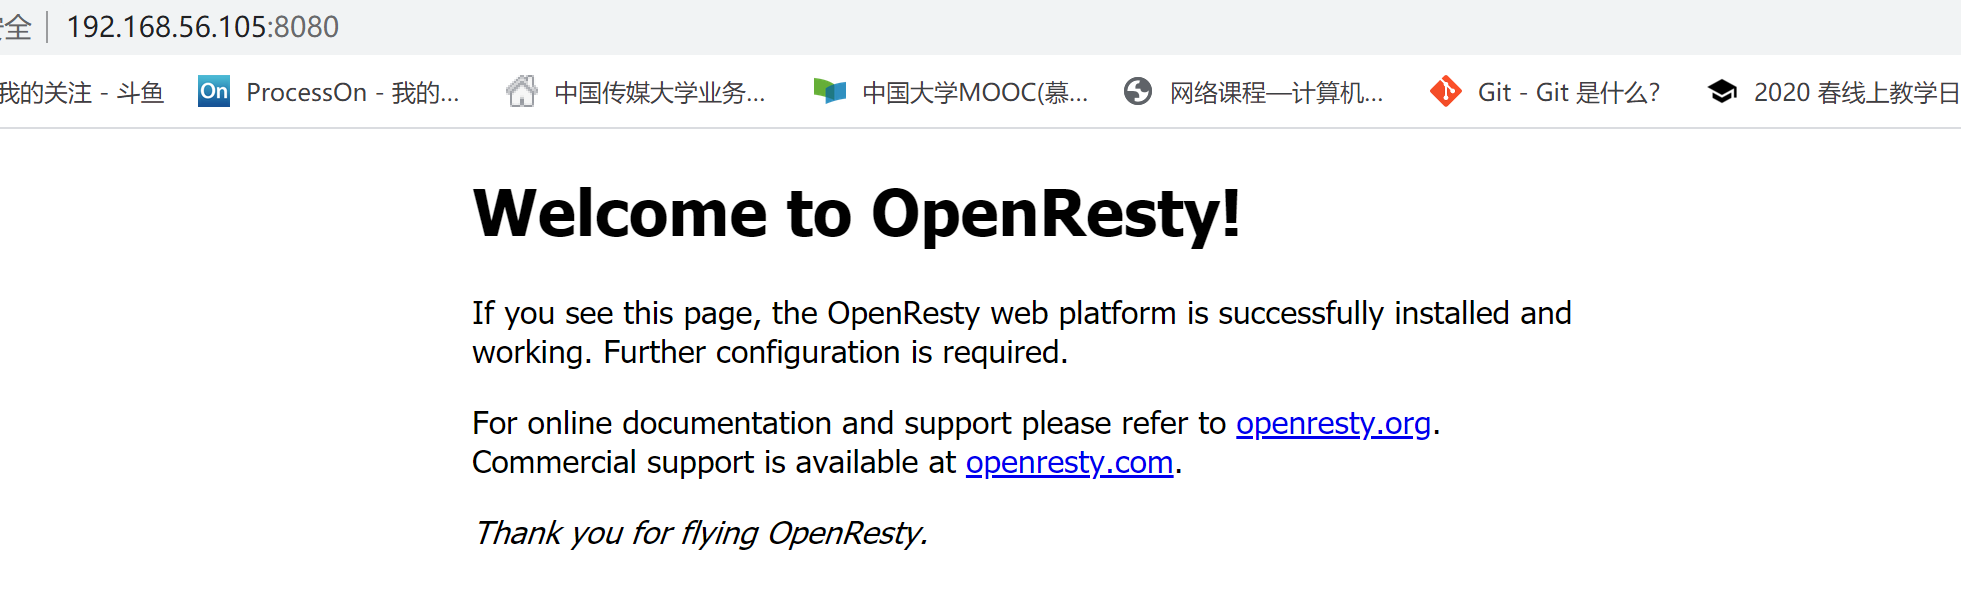 全 192.168.56.105:8080
我的关注 - 斗鱼 On ProcessOn - 我的... 中国传媒大学业务... 中国大学MOOC(慕... 网络课程—计算机... Git - Git 是什么? 2020 春线上教学日
Welcome to OpenResty!
If you see this page, the OpenResty web platform is successfully installed and
working. Further configuration is required.
For online documentation and support please refer to openresty.org.
Commercial support is available at openresty.com.
Thank you for flying OpenResty.